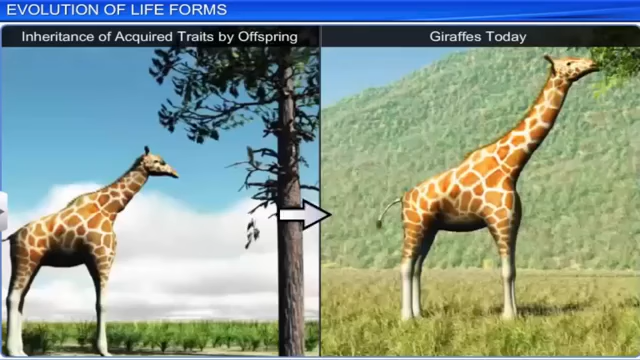 EVOLUTION OF LIFE FORMS
Inheritance of Acquired Traits by Offspring
Giraffes Today